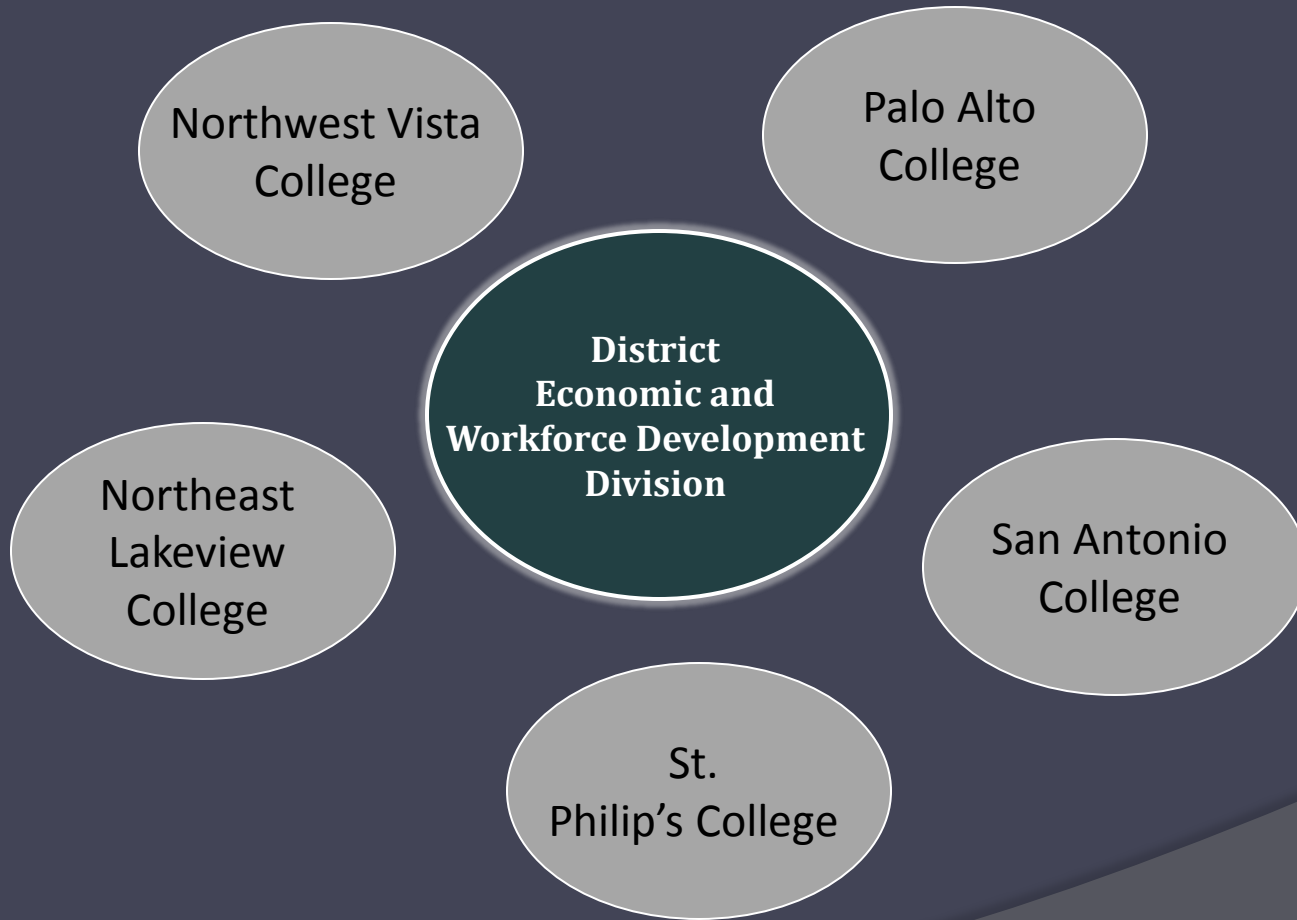 Northwest Vista
College
Palo Alto
College
District
Economic and
Workforce Development
Division
Northeast
Lakeview
College
San Antonio
College
St.
Philip’s College